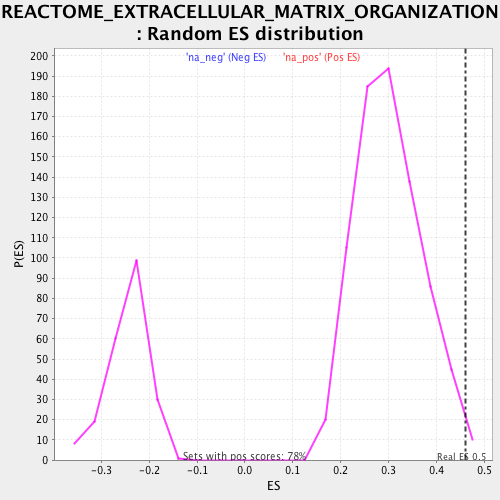 REACTOME_EXTRACELLULAR_MATRIX_ORGANIZATION
: Random ES distribution
'na_neg' (Neg ES) 'na_pos' (Pos ES)
200
190
180
170
160
150
140
130
120
110
100
90
80
70
60
50
40
30
20
10
0
P(ES)
Sets with pos scores: 78%
Real ES 0.5
-0.3 -0.2 -0.1 0.0 0.1 0.2 0.3 0.4 0.5
ES